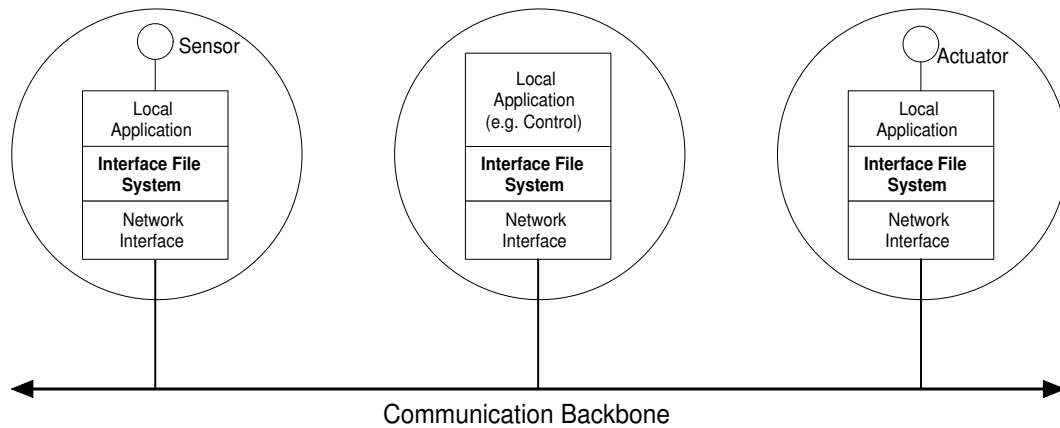 Sensor
Local
Application
Interface File
System
Network
Interface
Local
Application
(e.g. Control)
Interface File
System
Network
Interface
Actuator
Local
Application
Interface File
System
Network
Interface
Communication Backbone